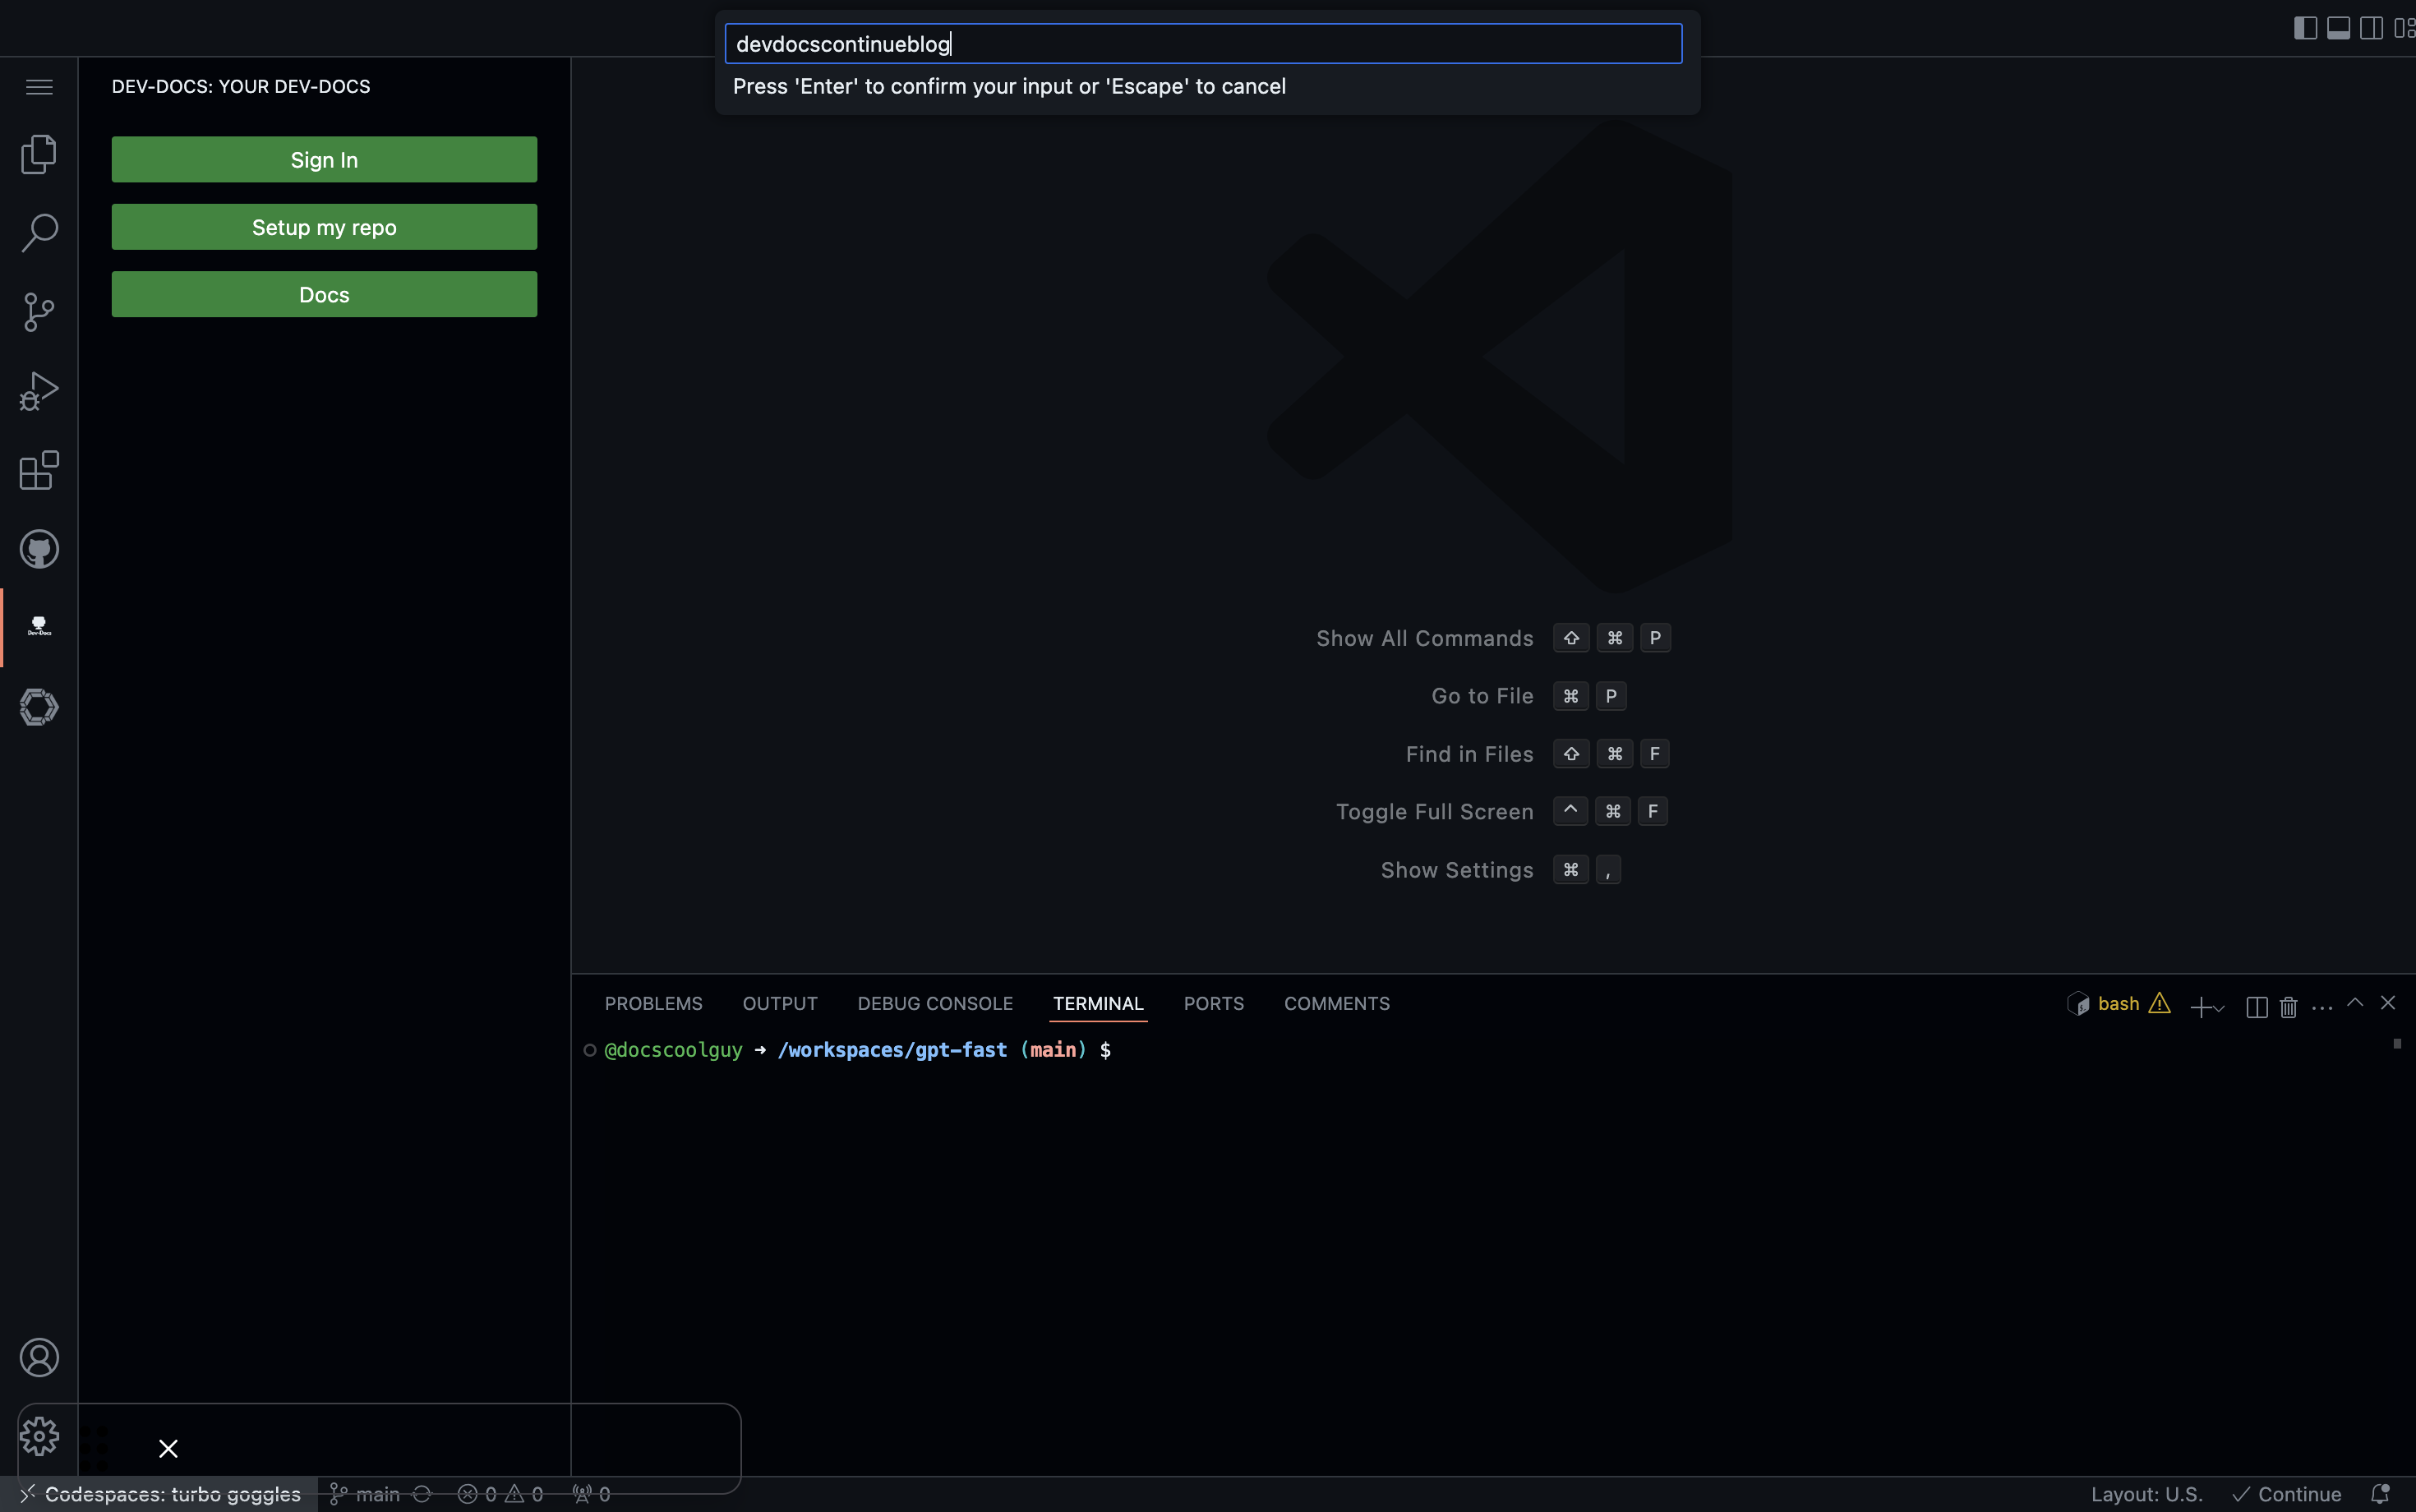 devdocscontinueblog
Press 'Enter' to confirm your input or 'Escape' to cancel
DEV-DOCS: YOUR DEV-DOCS
Sign In
Setup my repo
Docs
Dev-Docs
Show All Commands ⇧ ⌘ P
Go to File ⌘ P
Find in Files ⇧ ⌘ F
Toggle Full Screen ^ ⌘ F
Show Settings ⌘ ,
PROBLEMS OUTPUT DEBUG CONSOLE TERMINAL PORTS COMMENTS bash
@docscoolguy ➜ /workspaces/gpt-fast (main) $
Codespaces: turbo goggles main 0 0 0 Layout: U.S. Continue